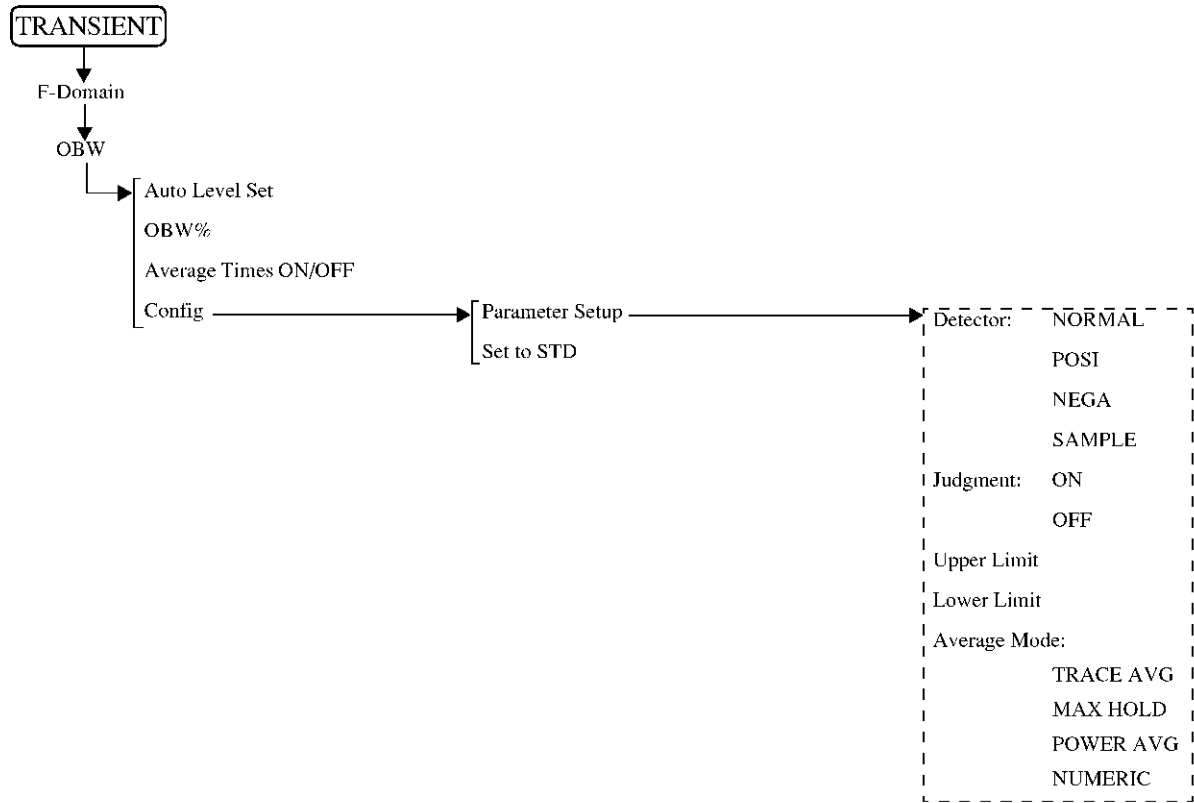 TRANSIENT
F-Domain
OBW
Auto Level Set
OBW%
Average Times ON/OFF
Config
Parameter Setup
Set to STD
Detector: NORMAL
POSI
NEGA
SAMPLE
Judgment: ON
OFF
Upper Limit
Lower Limit
Average Mode:
TRACE AVG
MAX HOLD
POWER AVG
NUMERIC